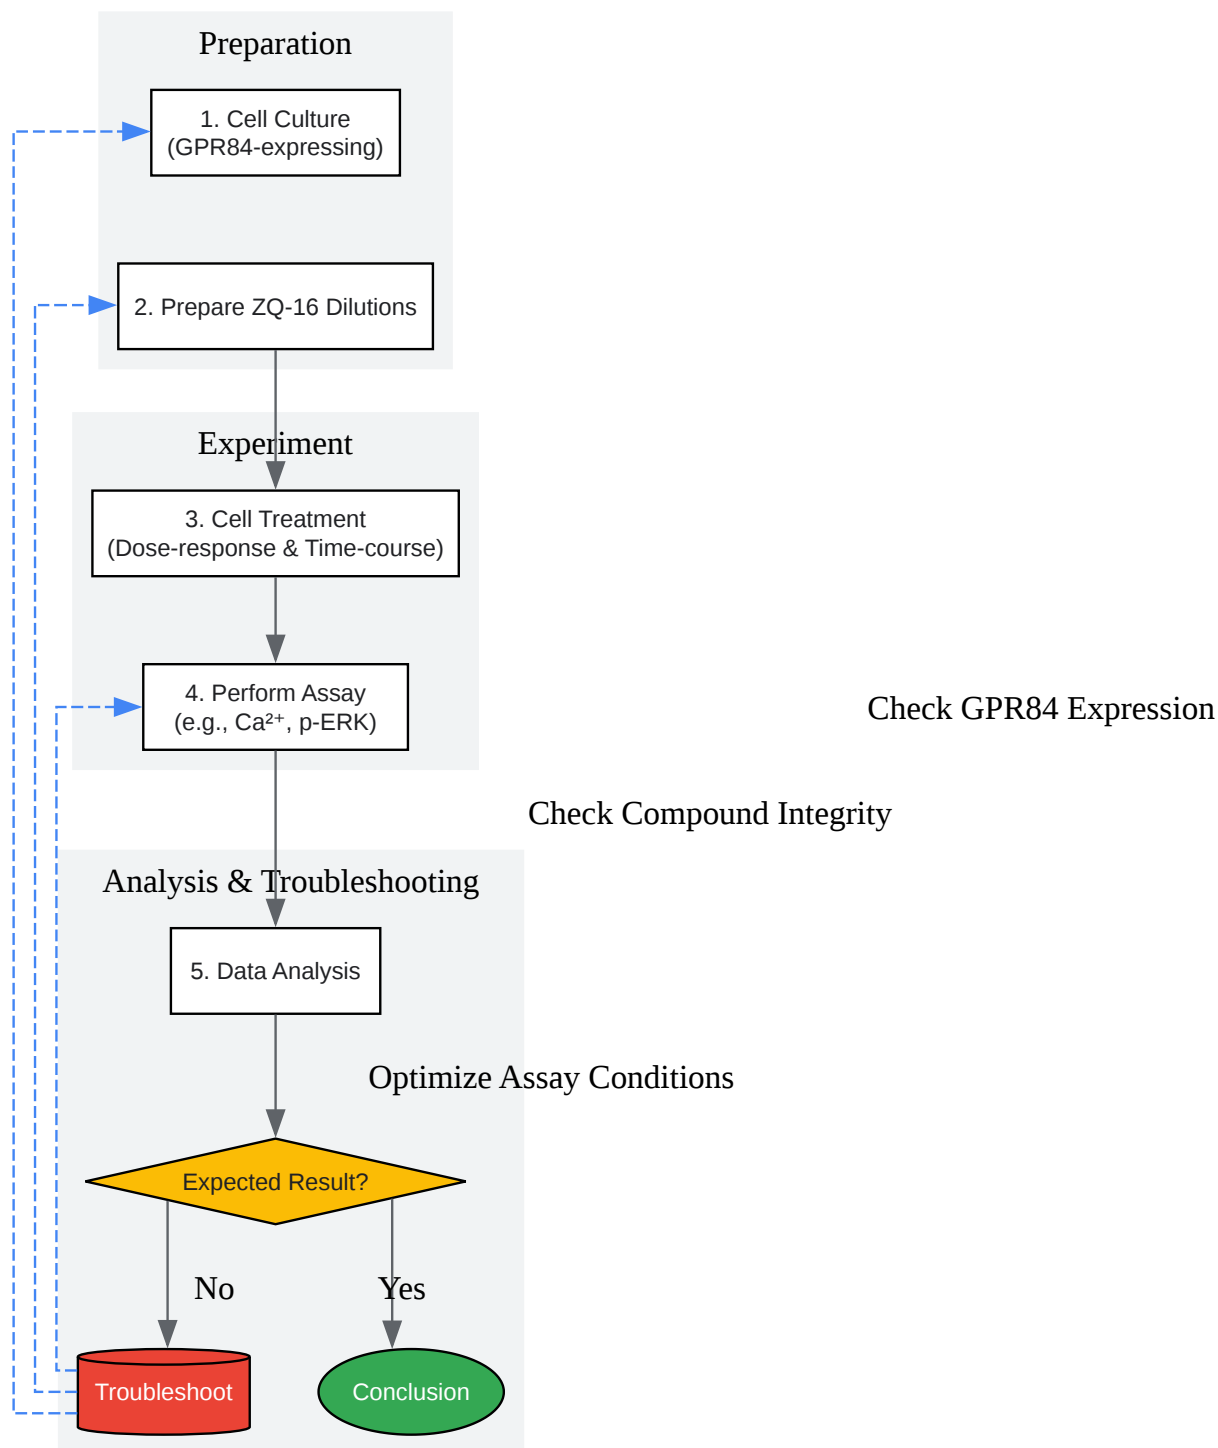 Preparation
1. Cell Culture
(GPR84-expressing)
2. Prepare ZQ-16 Dilutions
Experiment
3. Cell Treatment
(Dose-response & Time-course)
4. Perform Assay
(e.g., Ca²⁺, p-ERK)
Check GPR84 Expression
Check Compound Integrity
Analysis & Troubleshooting
5. Data Analysis
Optimize Assay Conditions
Expected Result?
No
Yes
Troubleshoot
Conclusion